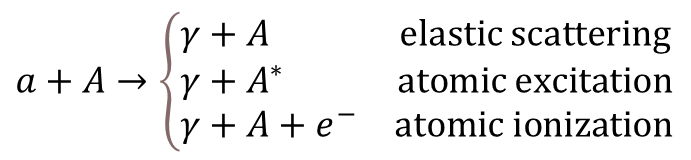 γ + A elastic scattering
a + A → { γ + A* atomic excitation
γ + A + e⁻ atomic ionization